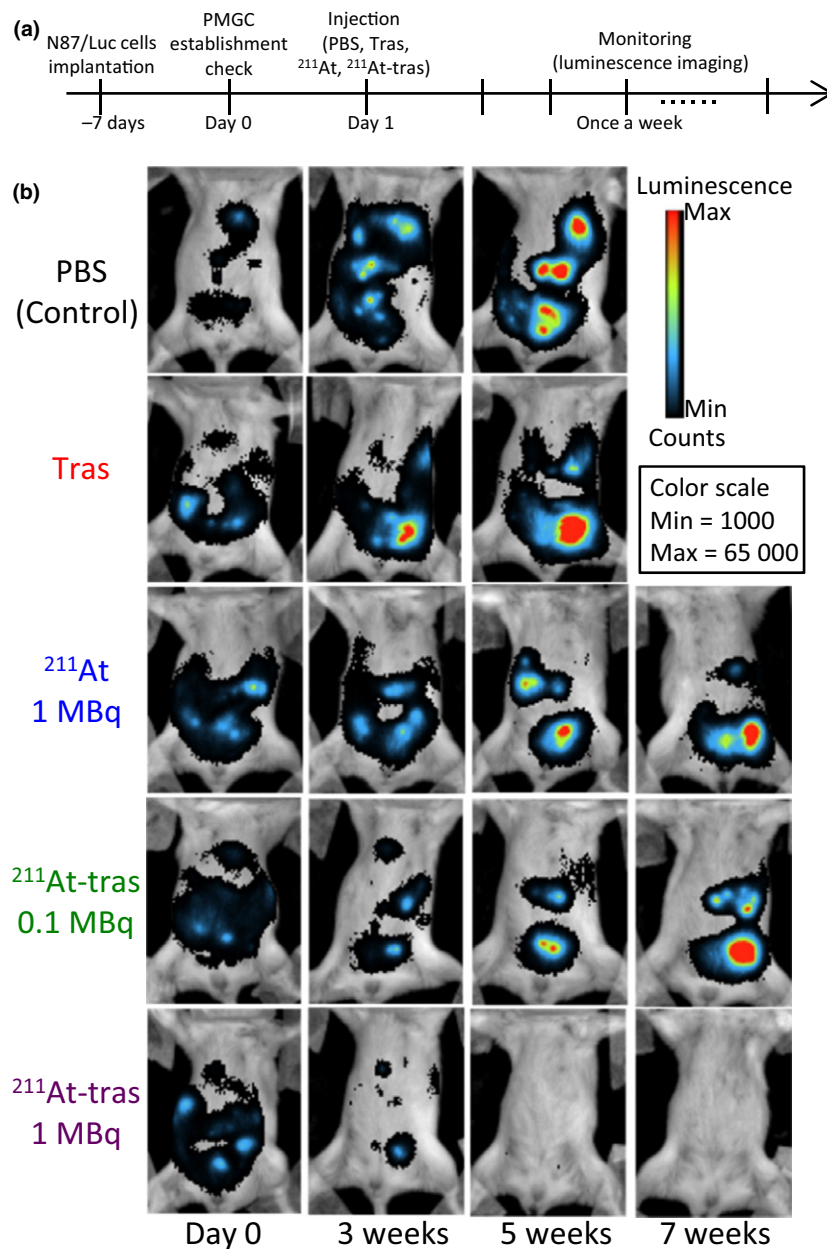 (a)
N87/Luc cells
implantation
PMGC
establishment
check
Injection
(PBS, Tras,
²¹¹At, ²¹¹At-tras)
Monitoring
(luminescence imaging)
–7 days
Day 0
Day 1
Once a week
(b)
PBS
(Control)
Tras
²¹¹At
1 MBq
²¹¹At-tras
0.1 MBq
²¹¹At-tras
1 MBq
Luminescence
Max
Min
Counts
Color scale
Min = 1000
Max = 65 000
Day 0
3 weeks
5 weeks
7 weeks